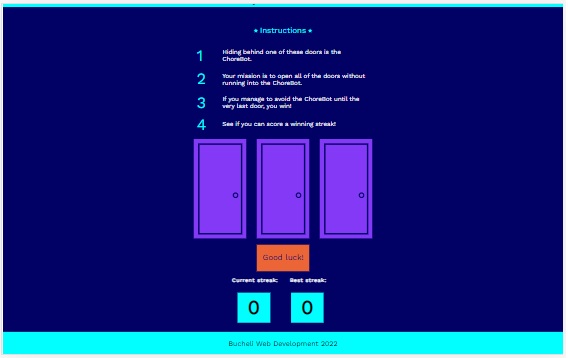 ★ Instructions ★
1
Hiding behind one of these doors is the
ChoreBot.
2
Your mission is to open all of the doors without
running into the ChoreBot.
3
If you manage to avoid the ChoreBot until the
very last door, you win!
4
See if you can score a winning streak!
Good luck!
Current streak: Best streak:
0 0
Buchell Web Development 2022